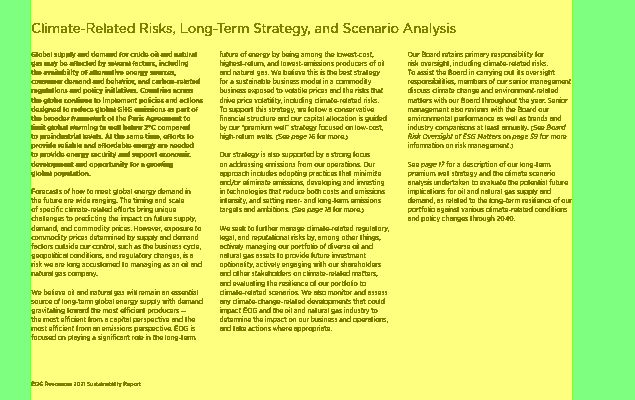 Climate-Related Risks, Long-Term Strategy, and Scenario Analysis
Global supply and demand for crude oil and natural
gas may be affected by several factors, including
the availability of alternative energy sources,
consumer demand and behavior, and carbon-related
regulations and policy initiatives. Countries across
the globe continue to implement policies and actions
designed to reduce global GHG emissions as part of
the broader framework of the Paris Agreement to
limit global warming to well below 2°C compared
to preindustrial levels. At the same time, efforts to
provide reliable and affordable energy are needed
to provide energy security and support economic
development and opportunity for a growing
global population.
Forecasts of how to meet global energy demand in
the future are wide ranging. The timing and scale
of specific climate-related efforts bring unique
challenges to predicting the impact on future supply,
demand, and commodity prices. However, exposure to
commodity prices determined by supply and demand
factors outside our control, such as the business cycle,
geopolitical conditions, and regulatory changes, is a
risk we are long accustomed to managing as an oil and
natural gas company.
We believe oil and natural gas will remain an essential
source of long-term global energy supply with demand
gravitating toward the most efficient producers —
the most efficient from a capital perspective and the
most efficient from an emissions perspective. EOG is
focused on playing a significant role in the long-term
future of energy by being among the lowest-cost,
highest-return, and lowest-emissions producers of oil
and natural gas. We believe this is the best strategy
for a sustainable business model in a commodity
business exposed to volatile prices and the risks that
drive price volatility, including climate-related risks.
To support this strategy, we follow a conservative
financial structure and our capital allocation is guided
by our "premium well" strategy focused on low-cost,
high-return wells. (See page 16 for more.)
Our strategy is also supported by a strong focus
on addressing emissions from our operations. Our
approach includes adopting practices that minimize
and/or eliminate emissions, developing and investing
in technologies that reduce both costs and emissions
intensity, and setting near- and long-term emissions
targets and ambitions. (See page 18 for more.)
We seek to further manage climate-related regulatory,
legal, and reputational risks by, among other things,
actively managing our portfolio of diverse oil and
natural gas assets to provide future investment
optionality, actively engaging with our shareholders
and other stakeholders on climate-related matters,
and evaluating the resilience of our portfolio to
climate-related scenarios. We also monitor and assess
any climate-change-related developments that could
impact EOG and the oil and natural gas industry to
determine the impact on our business and operations,
and take actions where appropriate.
Our Board retains primary responsibility for
risk oversight, including climate-related risks.
To assist the Board in carrying out its oversight
responsibilities, members of our senior management
discuss climate change and environment-related
matters with our Board throughout the year. Senior
management also reviews with the Board our
environmental performance as well as trends and
industry comparisons at least annually. (See Board
Risk Oversight of ESG Matters on page 59 for more
information on risk management.)
See page 17 for a description of our long-term
premium well strategy and the climate scenario
analysis undertaken to evaluate the potential future
implications for oil and natural gas supply and
demand, as related to the long-term resilience of our
portfolio against various climate-related conditions
and policy changes through 2040.
EOG Resources 2021 Sustainability Report